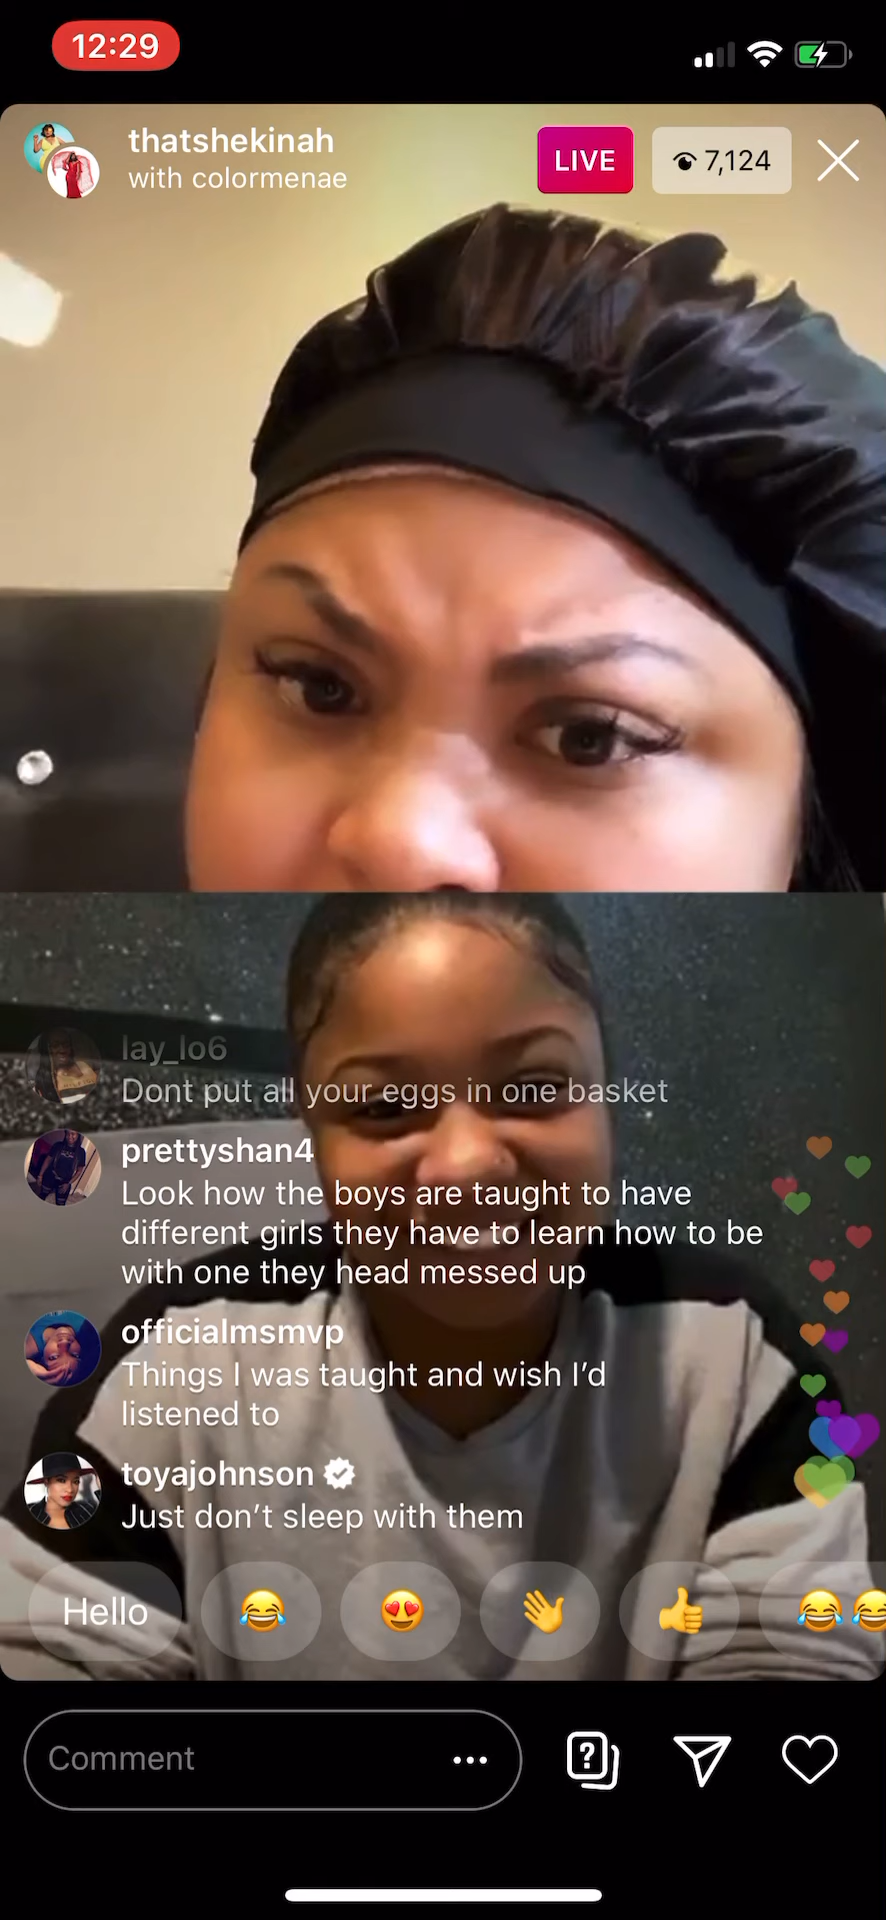 12:29
thatshekinah
with colormenae
LIVE
7,124
lay_lo6
Dont put all your eggs in one basket
prettyshan4
Look how the boys are taught to have
different girls they have to learn how to be
with one they head messed up
officialmsmvp
Things I was taught and wish I’d
listened to
toyajohnson
Just don’t sleep with them
Hello
Comment
?